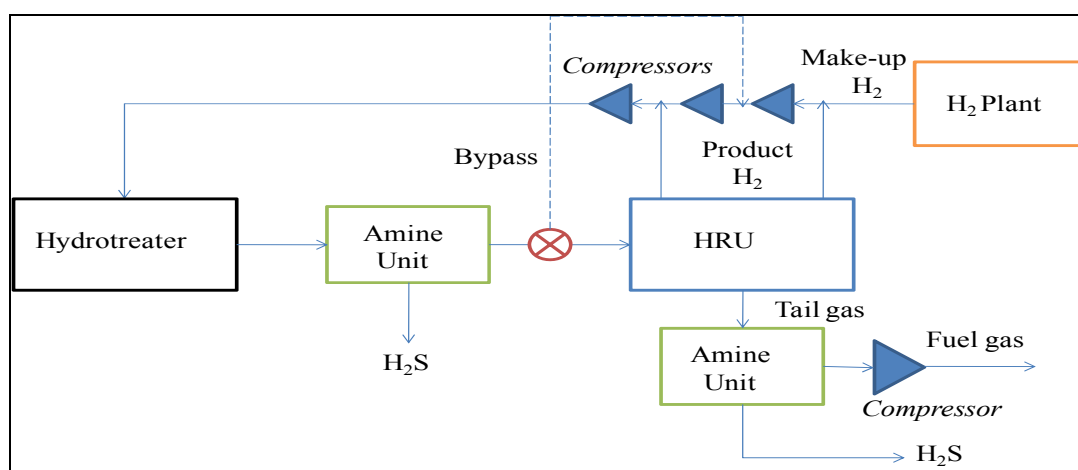 Compressors
Make-up
H₂
H₂ Plant
Bypass
Product
H₂
Hydrotreater
Amine
Unit
HRU
Tail gas
H₂S
Amine
Unit
Fuel gas
Compressor
H₂S